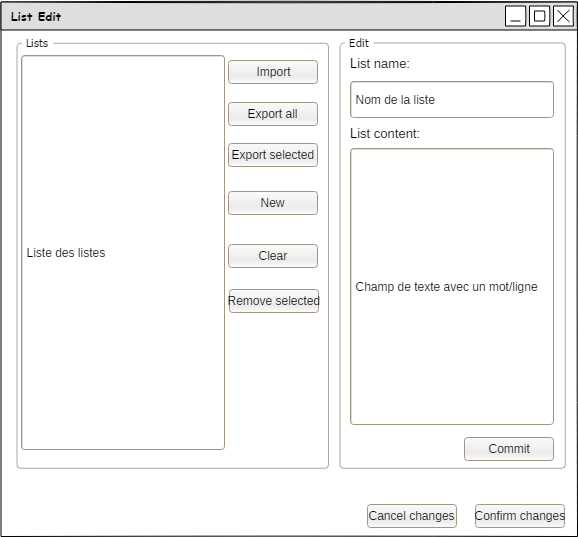 List Edit
Lists
Liste des listes
Import
Export all
Export selected
New
Clear
Remove selected
Edit
List name:
Nom de la liste
List content:
Champ de texte avec un mot/ligne
Commit
Cancel changes
Confirm changes